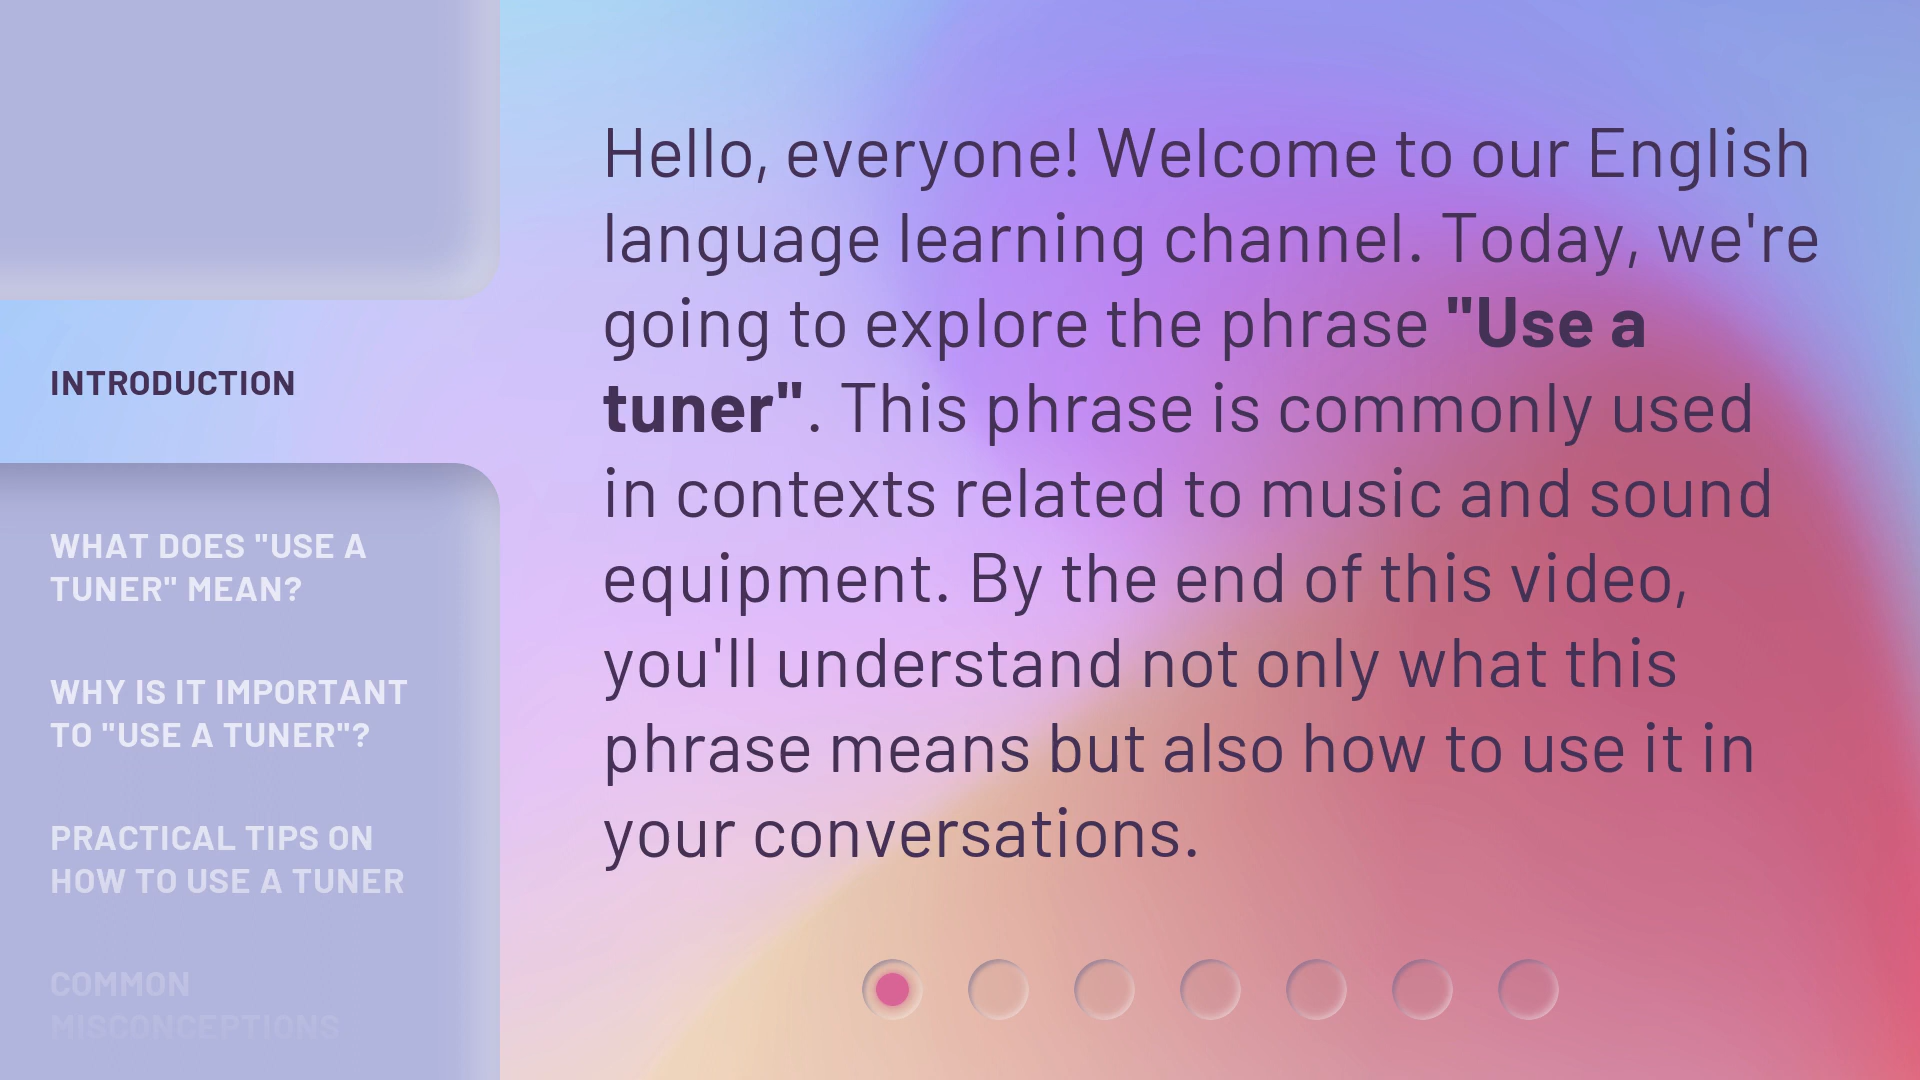 INTRODUCTION
WHAT DOES "USE A
TUNER" MEAN?
WHY IS IT IMPORTANT
TO "USE A TUNER"?
PRACTICAL TIPS ON
HOW TO USE A TUNER
COMMON
MISCONCEPTIONS
Hello, everyone! Welcome to our English
language learning channel. Today, we're
going to explore the phrase "Use a
tuner". This phrase is commonly used
in contexts related to music and sound
equipment. By the end of this video,
you'll understand not only what this
phrase means but also how to use it in
your conversations.